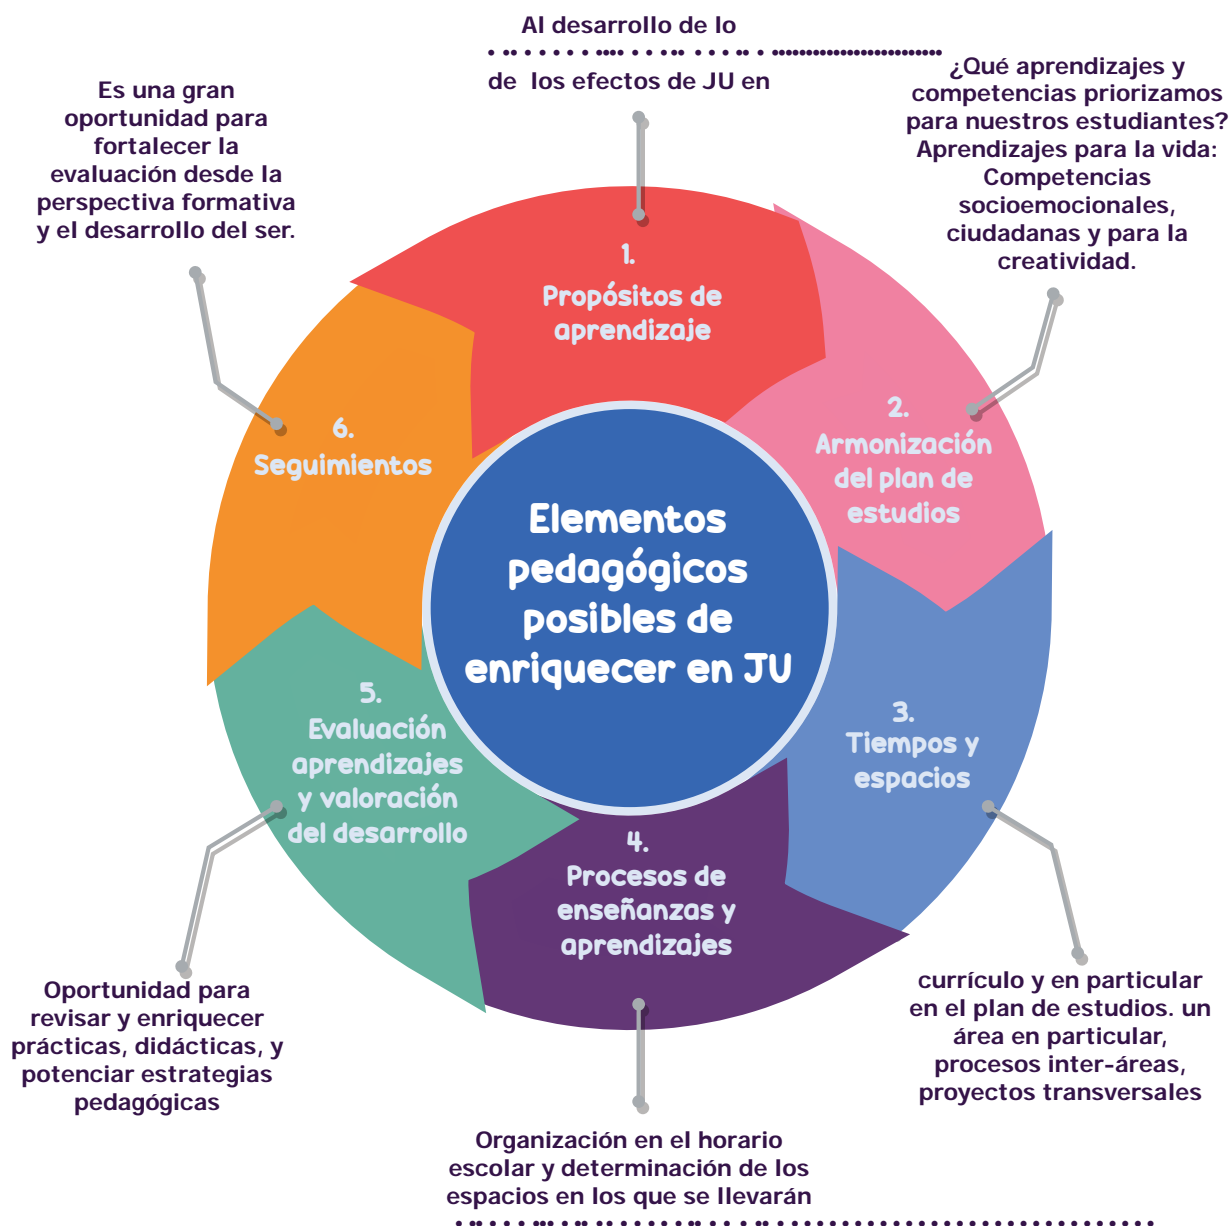 Al desarrollo de lo
de los efectos de JU en
¿Qué aprendizajes y
competencias priorizamos
para nuestros estudiantes?
Aprendizajes para la vida:
Competencias
socioemocionales,
ciudadanas y para la
creatividad.
Es una gran
oportunidad para
fortalecer la
evaluación desde la
perspectiva formativa
y el desarrollo del ser.
1.
Propósitos de
aprendizaje
2.
Armonización
del plan de
estudios
6.
Seguimientos
Elementos
pedagógicos
posibles de
enriquecer en JU
3.
Tiempos y
espacios
5.
Evaluación
aprendizajes
y valoración
del desarrollo
4.
Procesos de
enseñanzas y
aprendizajes
currículo y en particular
en el plan de estudios. un
área en particular,
procesos inter-áreas,
proyectos transversales
Oportunidad para
revisar y enriquecer
prácticas, didácticas, y
potenciar estrategias
pedagógicas
Organización en el horario
escolar y determinación de los
espacios en los que se llevarán